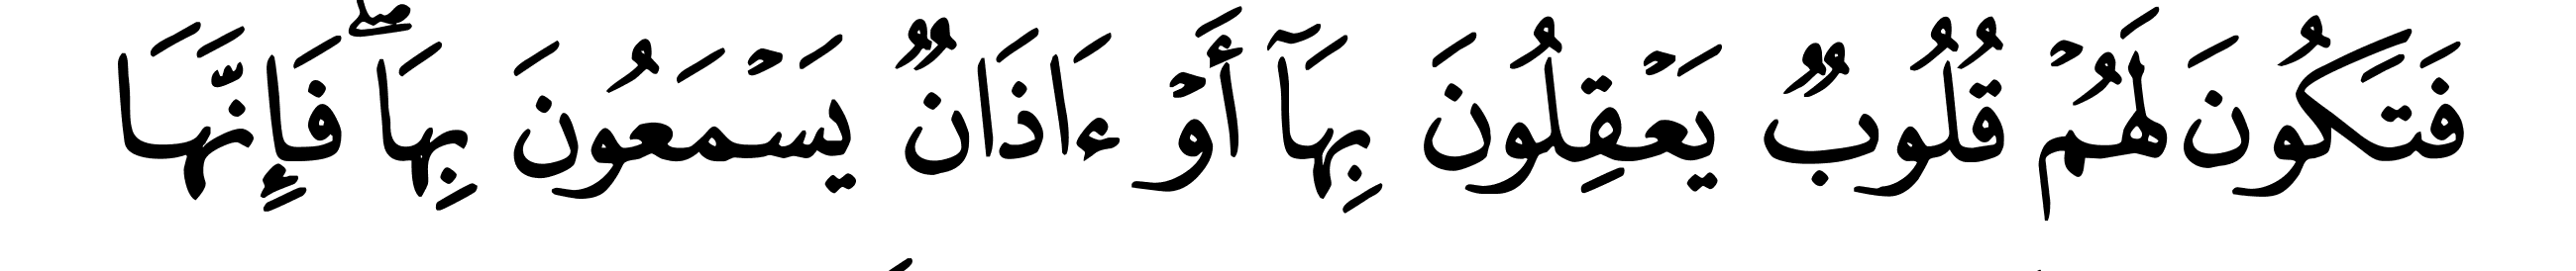 فَتَكُونَ لَهُمْ قُلُوبٌ يَعْقِلُونَ بِهَآ أَوْ ءَاذَانٌ يَسْمَعُونَ بِهَا ۖ فَإِنَّهَا